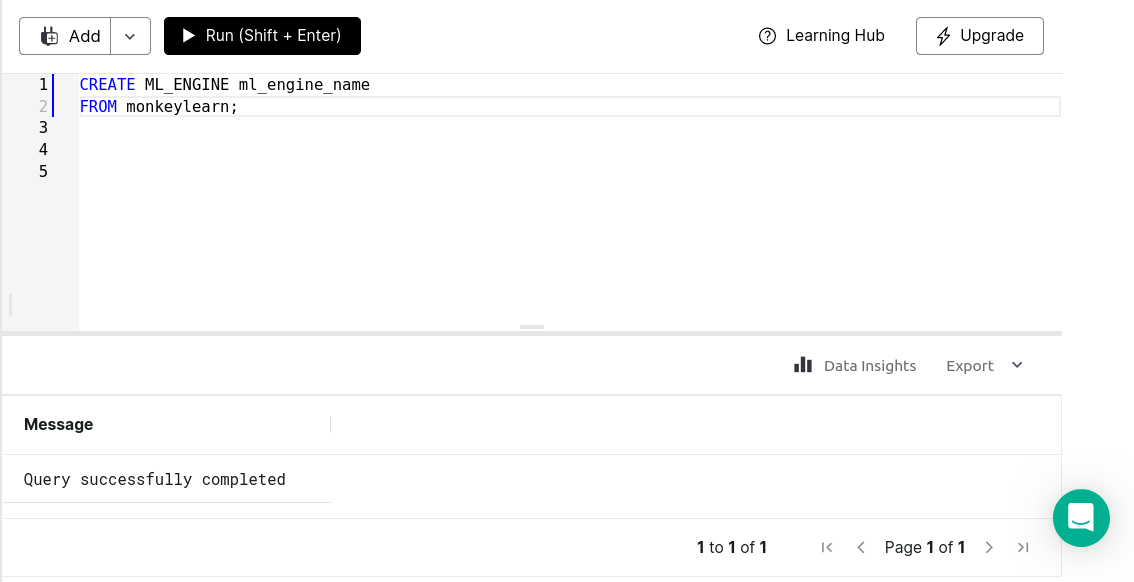 Add
Run (Shift + Enter)
Learning Hub
Upgrade
1 CREATE ML_ENGINE ml_engine_name
2 FROM monkeylearn;
3
4
5
Data Insights
Export
Message
Query successfully completed
1 to 1 of 1
Page 1 of 1